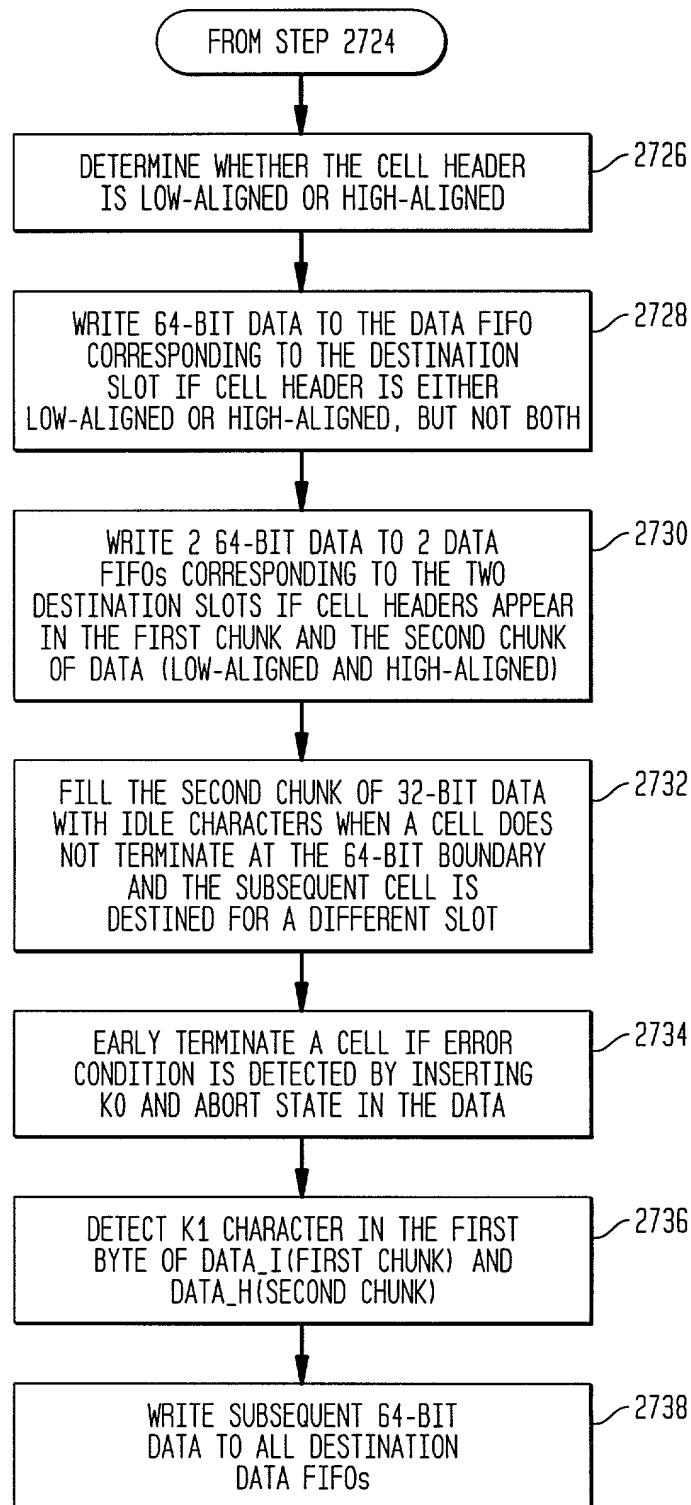 FROM STEP 2724
2726
DETERMINE WHETHER THE CELL HEADER
IS LOW-ALIGNED OR HIGH-ALIGNED
2728
WRITE 64-BIT DATA TO THE DATA FIFO
CORRESPONDING TO THE DESTINATION
SLOT IF CELL HEADER IS EITHER
LOW-ALIGNED OR HIGH-ALIGNED, BUT NOT BOTH
2730
WRITE 2 64-BIT DATA TO 2 DATA
FIFOs CORRESPONDING TO THE TWO
DESTINATION SLOTS IF CELL HEADERS APPEAR
IN THE FIRST CHUNK AND THE SECOND CHUNK
OF DATA (LOW-ALIGNED AND HIGH-ALIGNED)
2732
FILL THE SECOND CHUNK OF 32-BIT DATA
WITH IDLE CHARACTERS WHEN A CELL DOES
NOT TERMINATE AT THE 64-BIT BOUNDARY
AND THE SUBSEQUENT CELL IS
DESTINED FOR A DIFFERENT SLOT
2734
EARLY TERMINATE A CELL IF ERROR
CONDITION IS DETECTED BY INSERTING
K0 AND ABORT STATE IN THE DATA
2736
DETECT K1 CHARACTER IN THE FIRST
BYTE OF DATA_I(FIRST CHUNK) AND
DATA_H(SECOND CHUNK)
2738
WRITE SUBSEQUENT 64-BIT
DATA TO ALL DESTINATION
DATA FIFOs